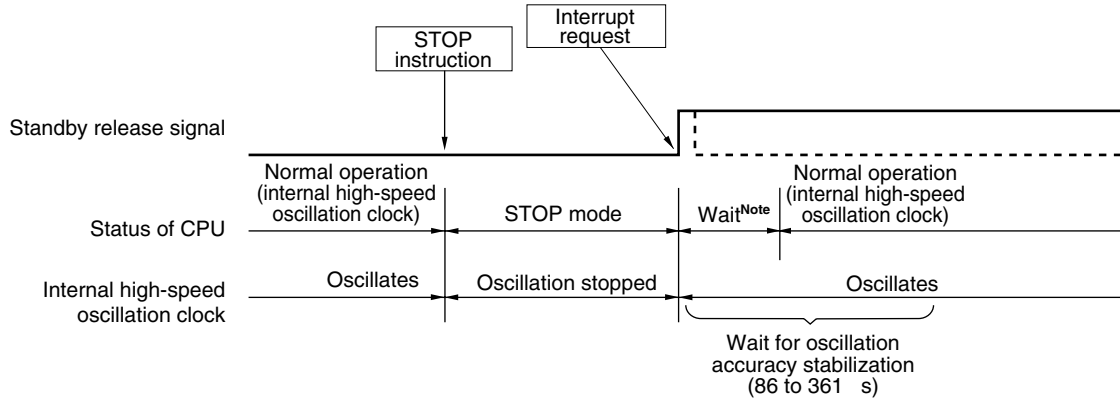 Interrupt
request
STOP
instruction
Standby release signal
Normal operation
(internal high-speed
oscillation clock)
Normal operation
(internal high-speed
oscillation clock)
Status of CPU
STOP mode
WaitNote
Internal high-speed
oscillation clock
Oscillates
Oscillation stopped
Oscillates
Wait for oscillation
accuracy stabilization
(86 to 361 s)